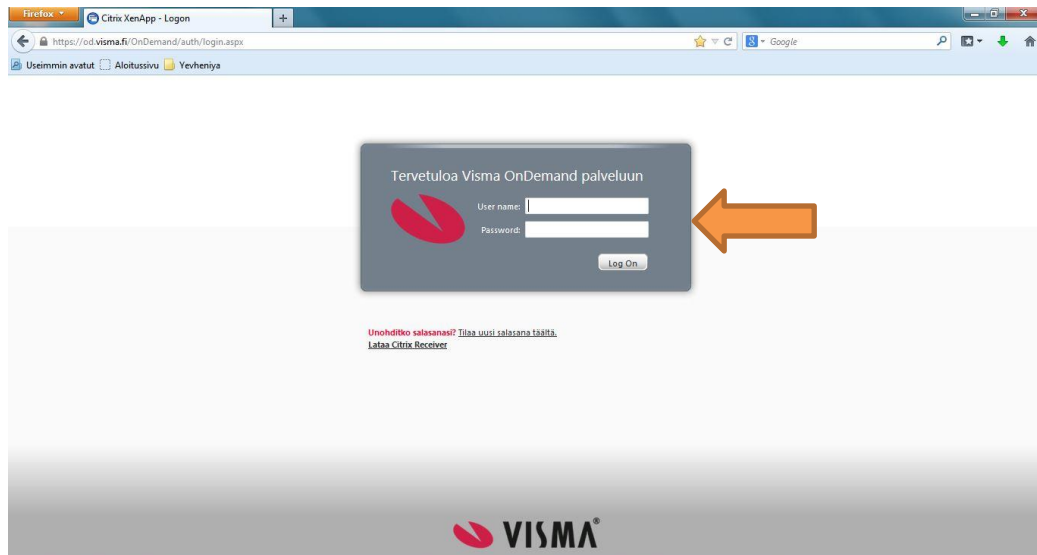 Firefox
Citrix XenApp - Logon
+
https://od.visma.fi/OnDemand/auth/login.aspx
8 Google
Useimmin avatut Aloitussivu Yevheniya
Tervetuloa Visma OnDemand palveluun
User name:
Password:
Log On
Unohditko salasanasi? Tilaa uusi salasana täältä.
Lataa Citrix Receiver
VISMA®